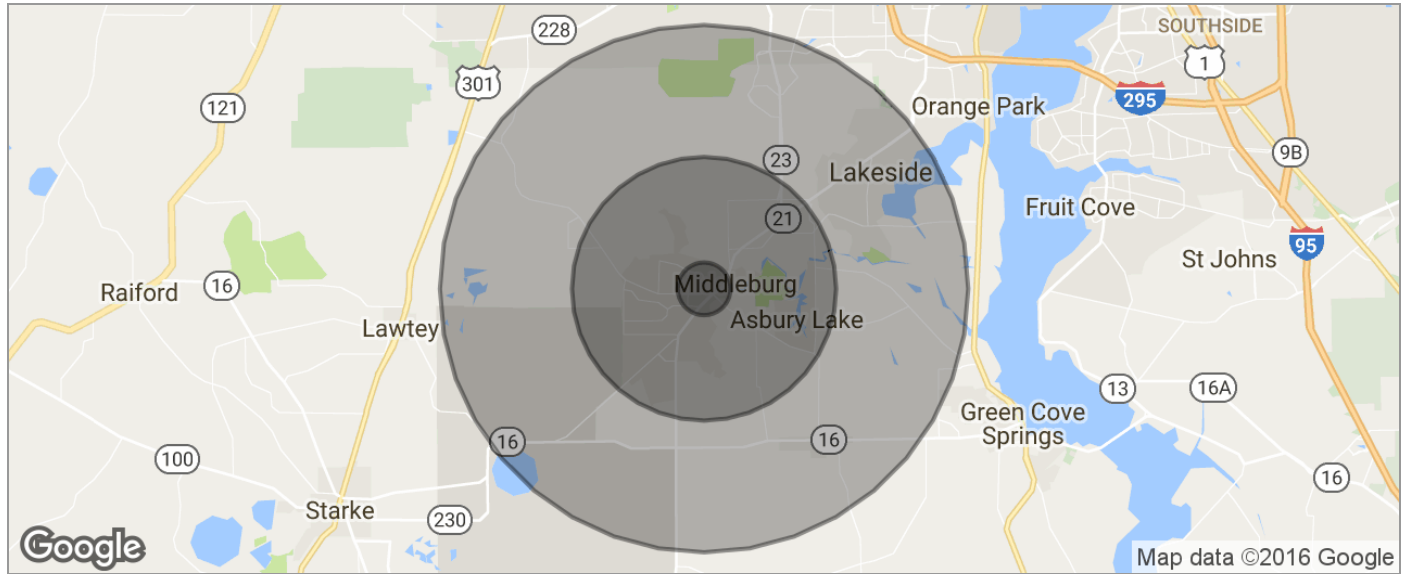 SOUTHSIDE
228
1
301
295
121
Orange Park
9B
23
Lakeside
Fruit Cove
21
95
St Johns
16
Raiford
Middleburg
Asbury Lake
Lawtey
13
16A
Green Cove
Springs
16
16
100
16
Starke
230
Google
Map data ©2016 Google